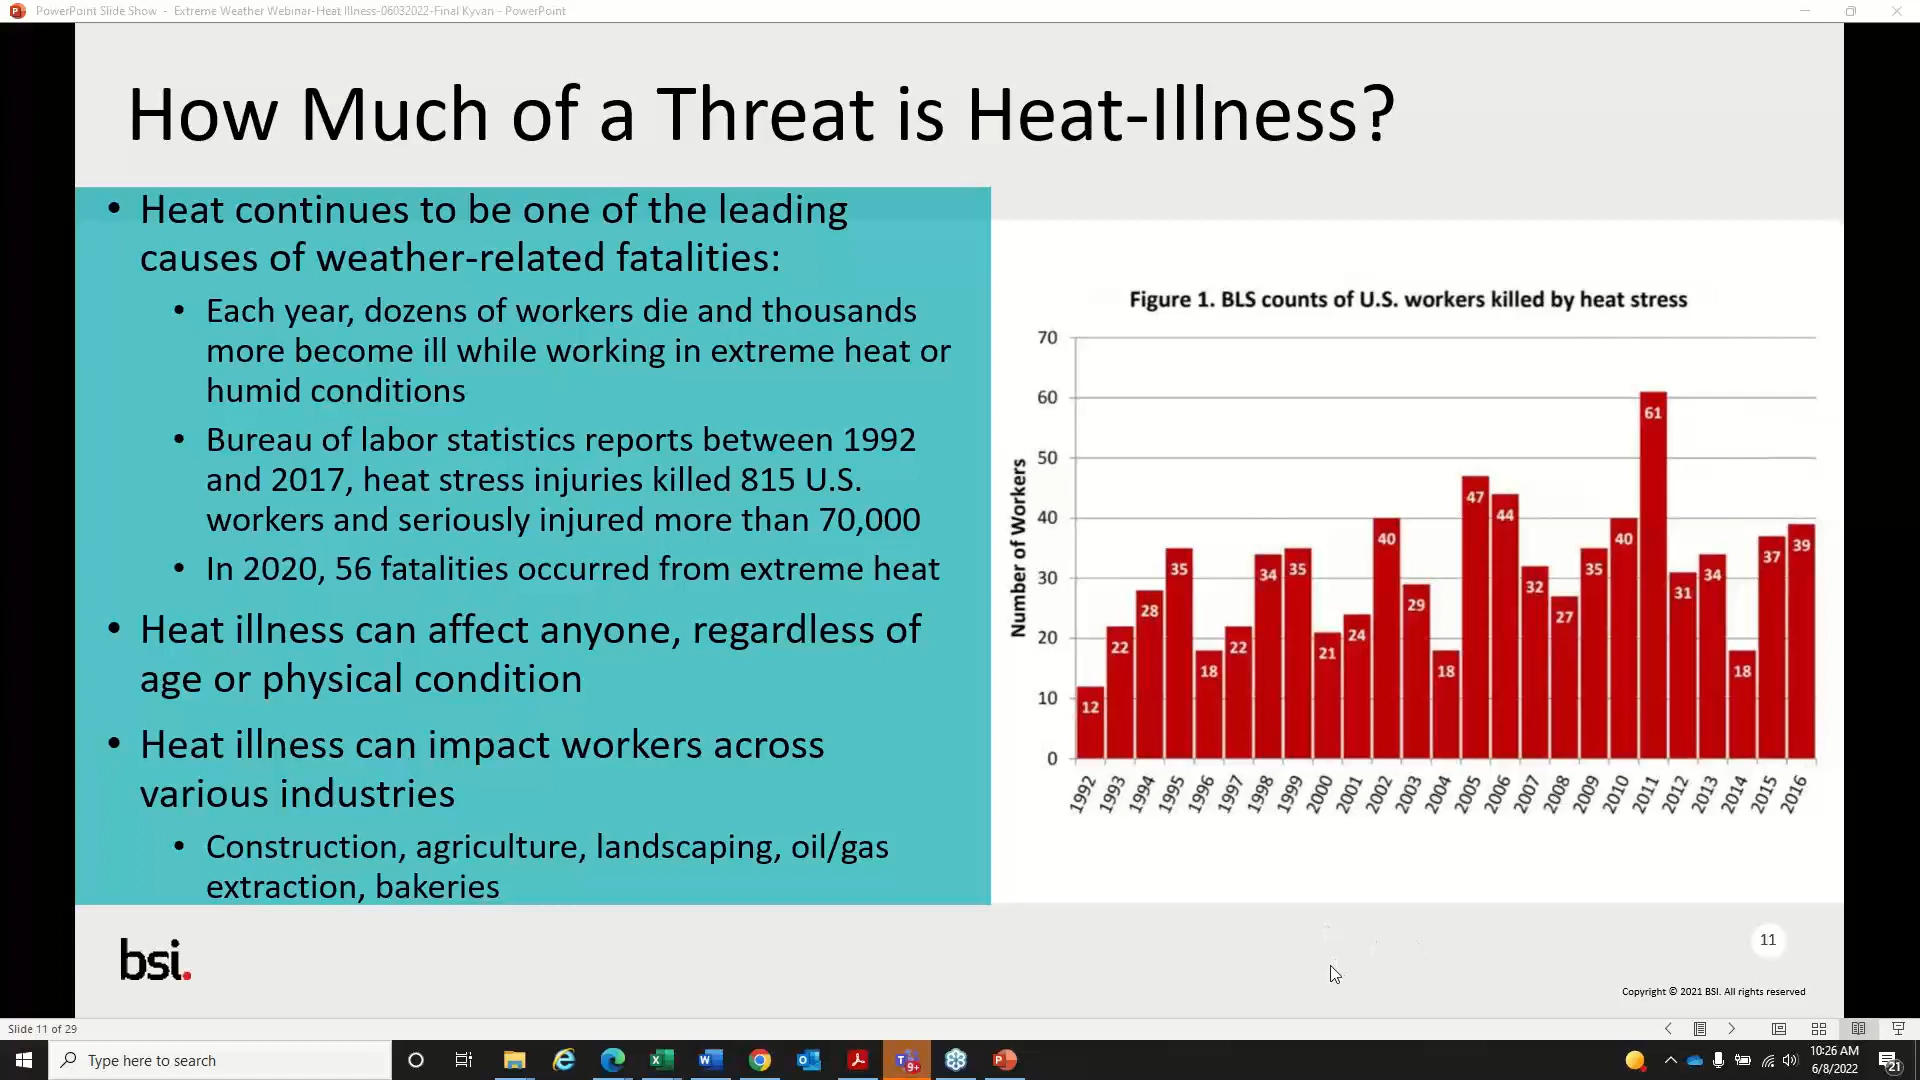 PowerPoint Slide Show - Extreme Weather Webinar-Heat Illness-06032022-Final Kyvan - PowerPoint
How Much of a Threat is Heat-Illness?
• Heat continues to be one of the leading
causes of weather-related fatalities:
• Each year, dozens of workers die and thousands
more become ill while working in extreme heat or
humid conditions
• Bureau of labor statistics reports between 1992
and 2017, heat stress injuries killed 815 U.S.
workers and seriously injured more than 70,000
• In 2020, 56 fatalities occurred from extreme heat
• Heat illness can affect anyone, regardless of
age or physical condition
• Heat illness can impact workers across
various industries
• Construction, agriculture, landscaping, oil/gas
extraction, bakeries
Figure 1. BLS counts of U.S. workers killed by heat stress
Number of Workers
70
60
50
40
30
20
10
0
12 22 28 35 18 22 34 35 21 24 40 29 18 47 44 32 27 35 40 61 31 34 18 37 39
1992 1993 1994 1995 1996 1997 1998 1999 2000 2001 2002 2003 2004 2005 2006 2007 2008 2009 2010 2011 2012 2013 2014 2015 2016
bsi.
11
Copyright © 2021 BSI. All rights reserved
Slide 11 of 29
Type here to search
9+
10:26 AM
6/8/2022
21